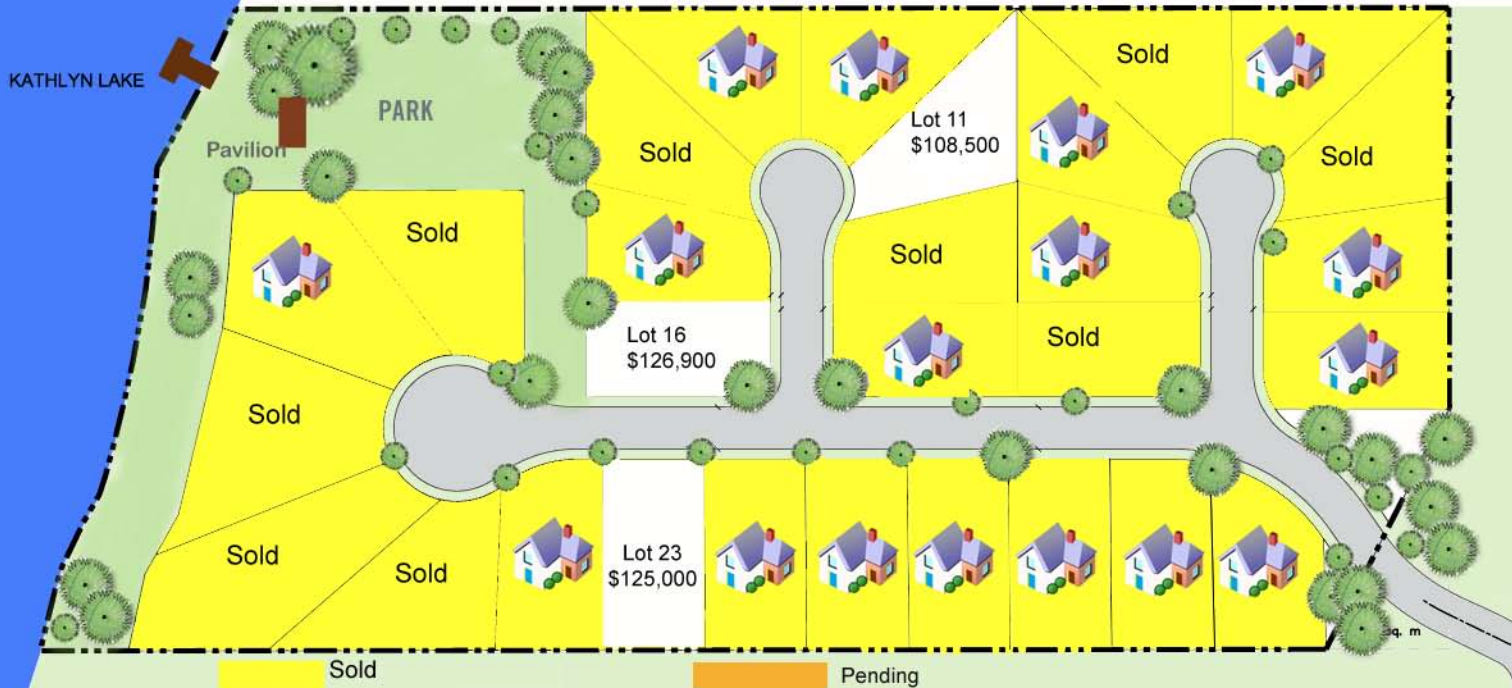 KATHLYN LAKE
PARK
Pavilion
Sold
Lot 11
$108,500
Sold
Sold
Sold
Sold
Sold
Lot 16
$126,900
Sold
Sold
Sold
Sold
Lot 23
$125,000
q. m
Sold
Pending